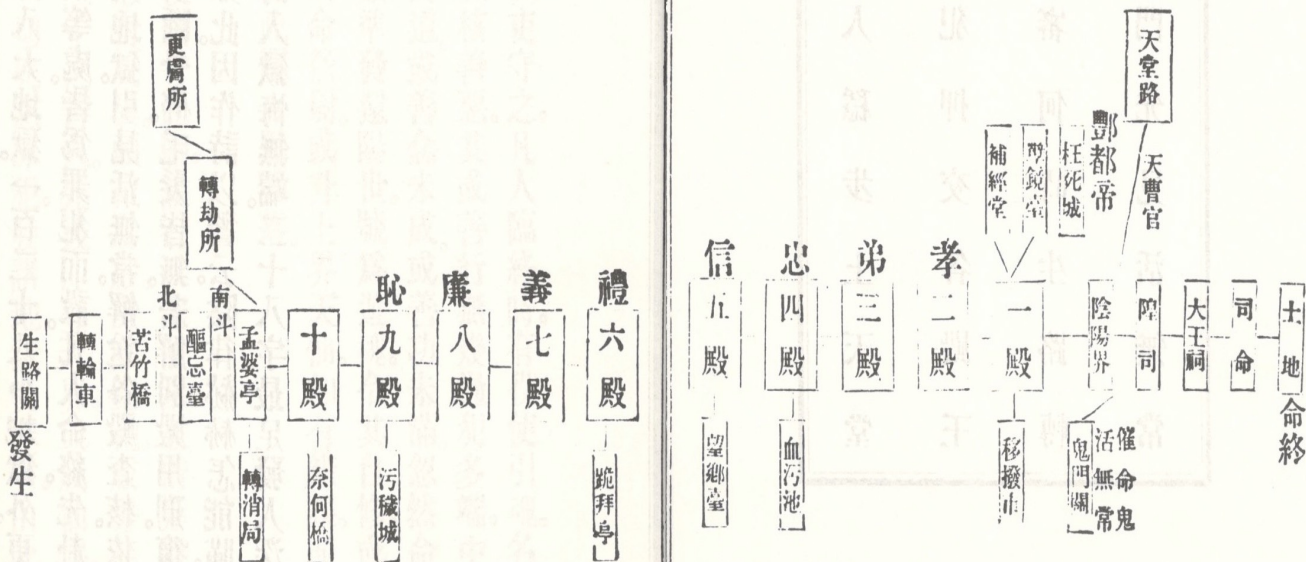 命終
土地
司命
大王祠
隍司
陰陽界
天曹官
天堂路
鬼門關
催命鬼
活無常
酆都帝
枉死城
孽鏡臺
補經堂
一殿
移撥市
孝
二殿
弟
三殿
忠
四殿
血污池
信
五殿
望鄉臺
禮
六殿
跪拜亭
義
七殿
廉
八殿
恥
九殿
污穢城
十殿
奈何橋
孟婆亭
轉消局
南斗
轉劫所
更
所
醧忘臺
北斗
苦竹橋
轉輪車
生路關
發生